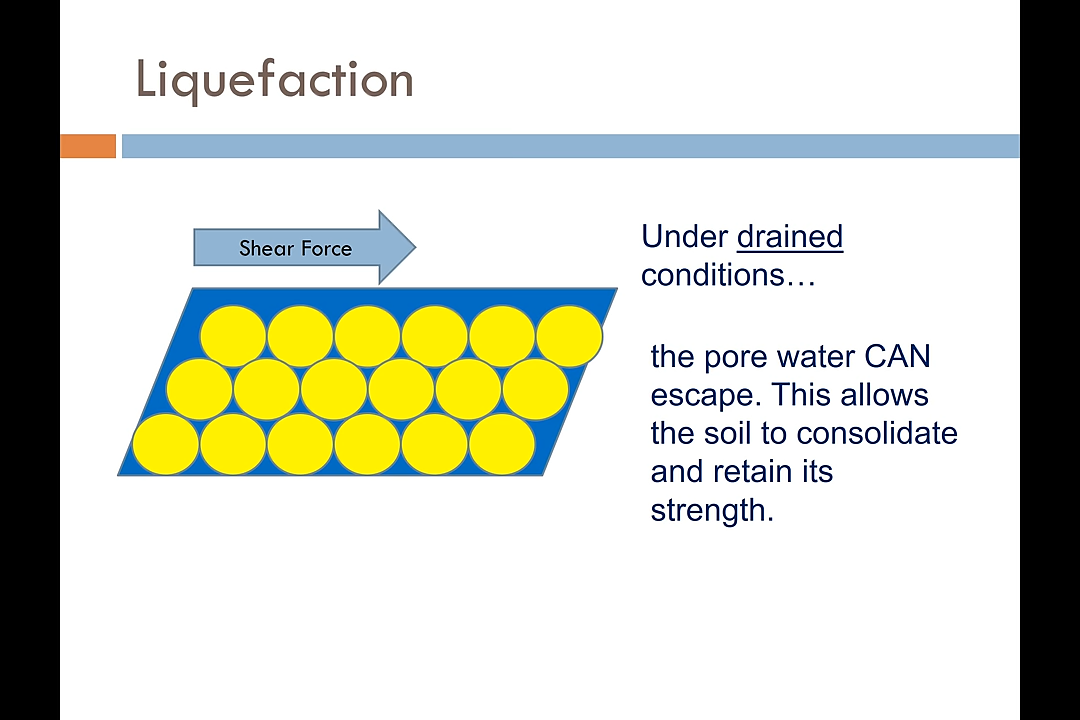 Liquefaction
Shear Force
Under drained
conditions…
the pore water CAN
escape. This allows
the soil to consolidate
and retain its
strength.